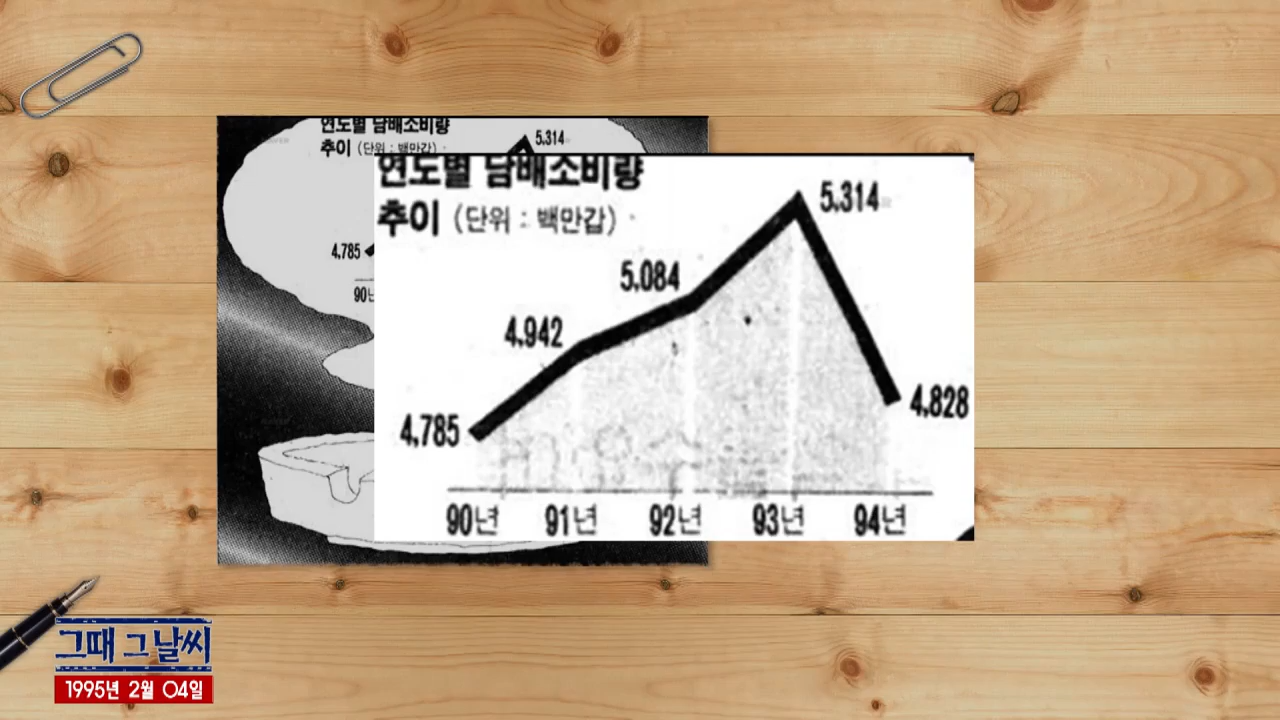 연도별 담배소비량
추이 (단위 : 백만갑)
5.314
4.785
90년
연도별 담배소비량
추이 (단위 : 백만갑)
5.314
5.084
4.942
4.785
4.828
90년 91년 92년 93년 94년
그때 그 날씨
1995년 2월 04일